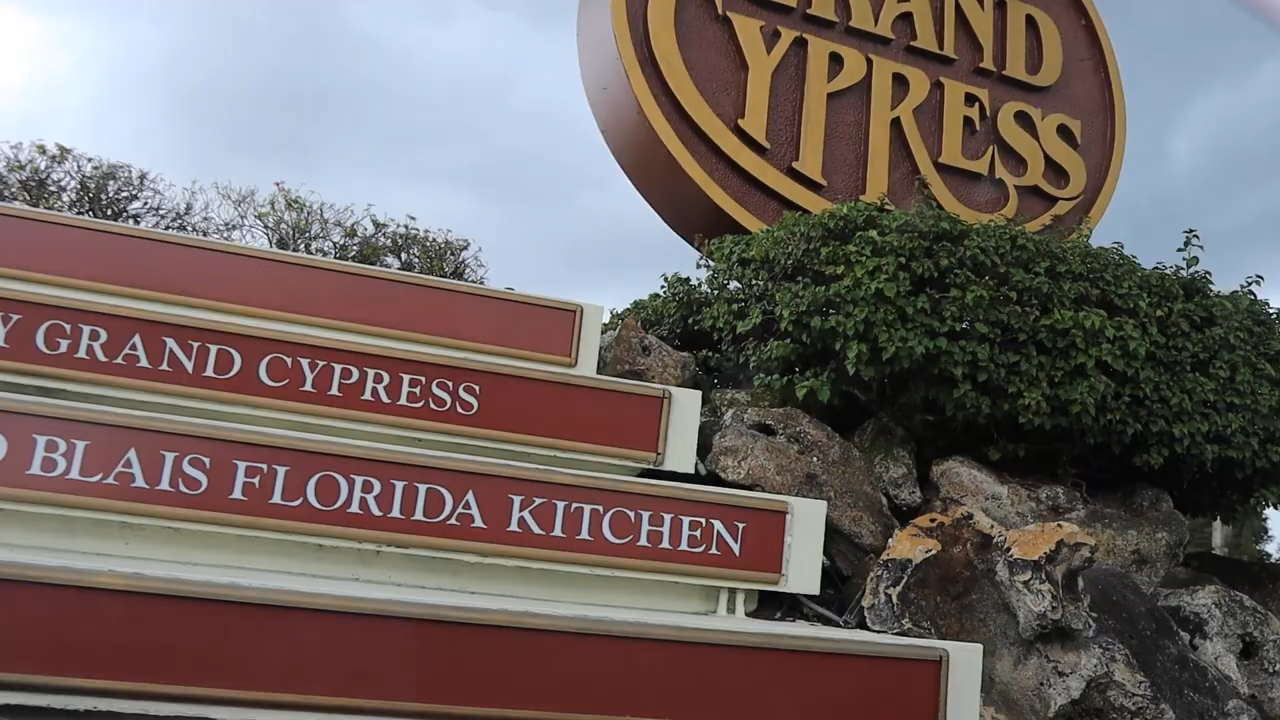 GRAND
CYPRESS
Y GRAND CYPRESS
D BLAIS FLORIDA KITCHEN